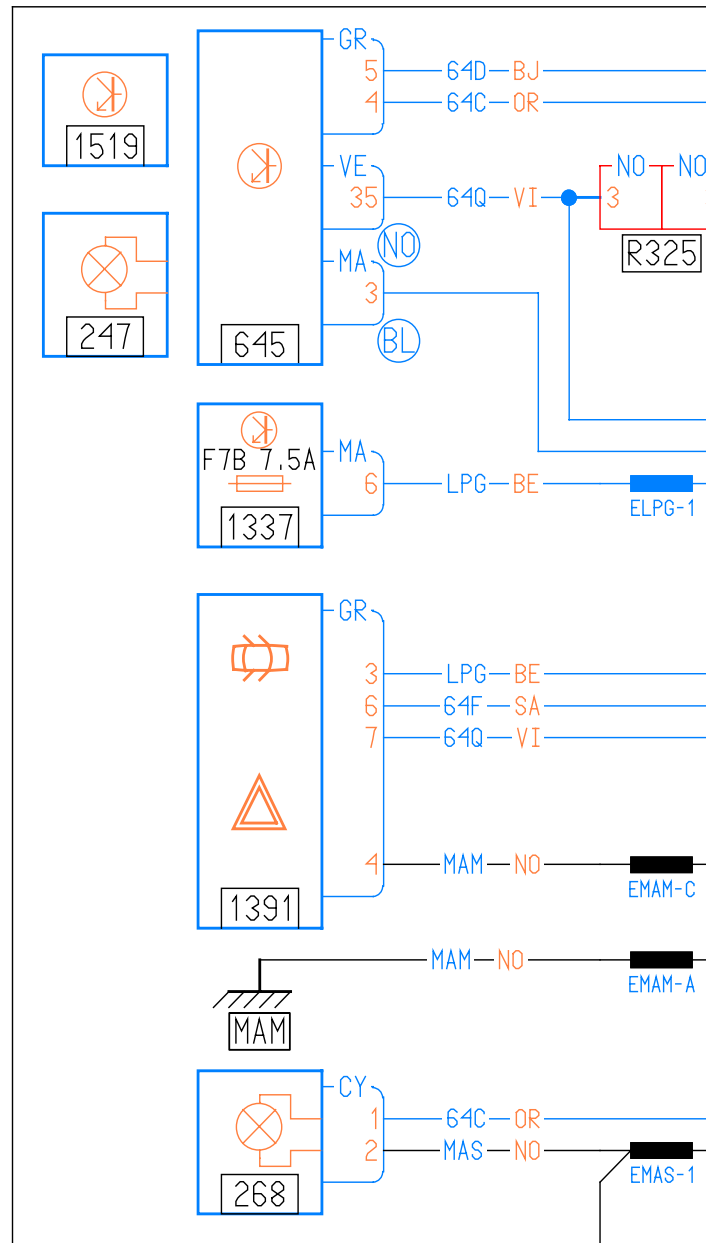 GR
5 64D BJ
4 64C OR
1519
VE
35 64Q VI
NO NO
3
R325
NO
MA
3
247
645
BL
F7B 7.5A
MA
6 LPG BE
ELPG-1
1337
GR
3 LPG BE
6 64F SA
7 64Q VI
4 MAM NO
EMAM-C
1391
MAM NO
EMAM-A
MAM
CY
1 64C OR
2 MAS NO
EMAS-1
268